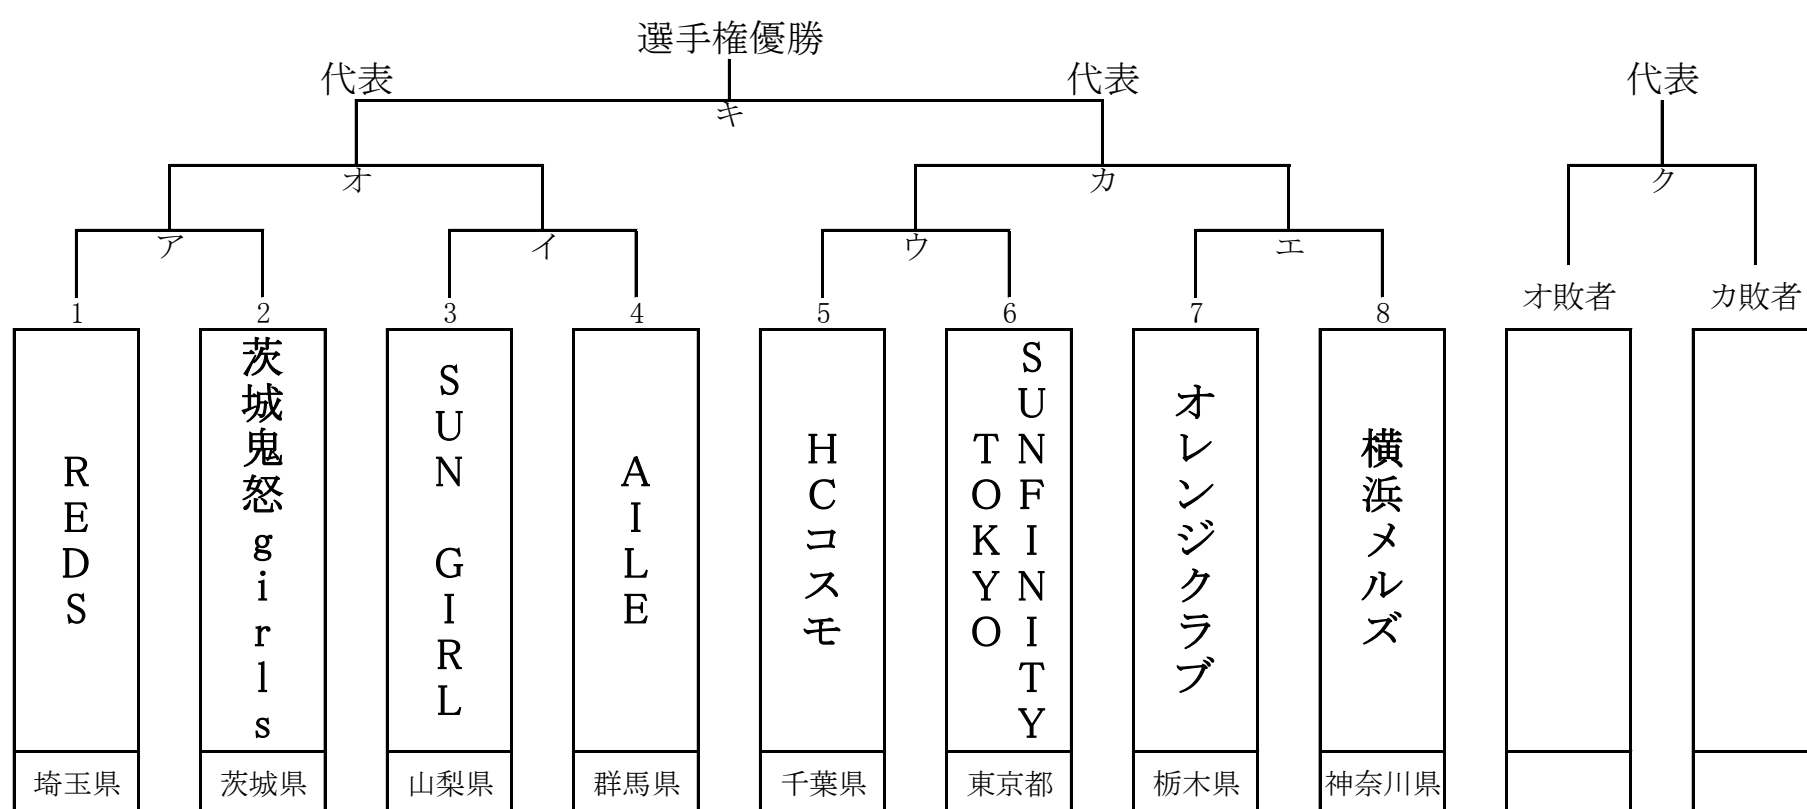 選手権優勝
代表
代表
代表
キ
オ
カ
ク
ア
イ
ウ
エ
オ敗者
カ敗者
1
2
3
4
5
6
7
8
REDS
茨城鬼怒girls
SUN GIRL
AILE
HCコスモ
SUNFINITY
TOKYO
オレンジクラブ
横浜メルズ
埼玉県
茨城県
山梨県
群馬県
千葉県
東京都
栃木県
神奈川県